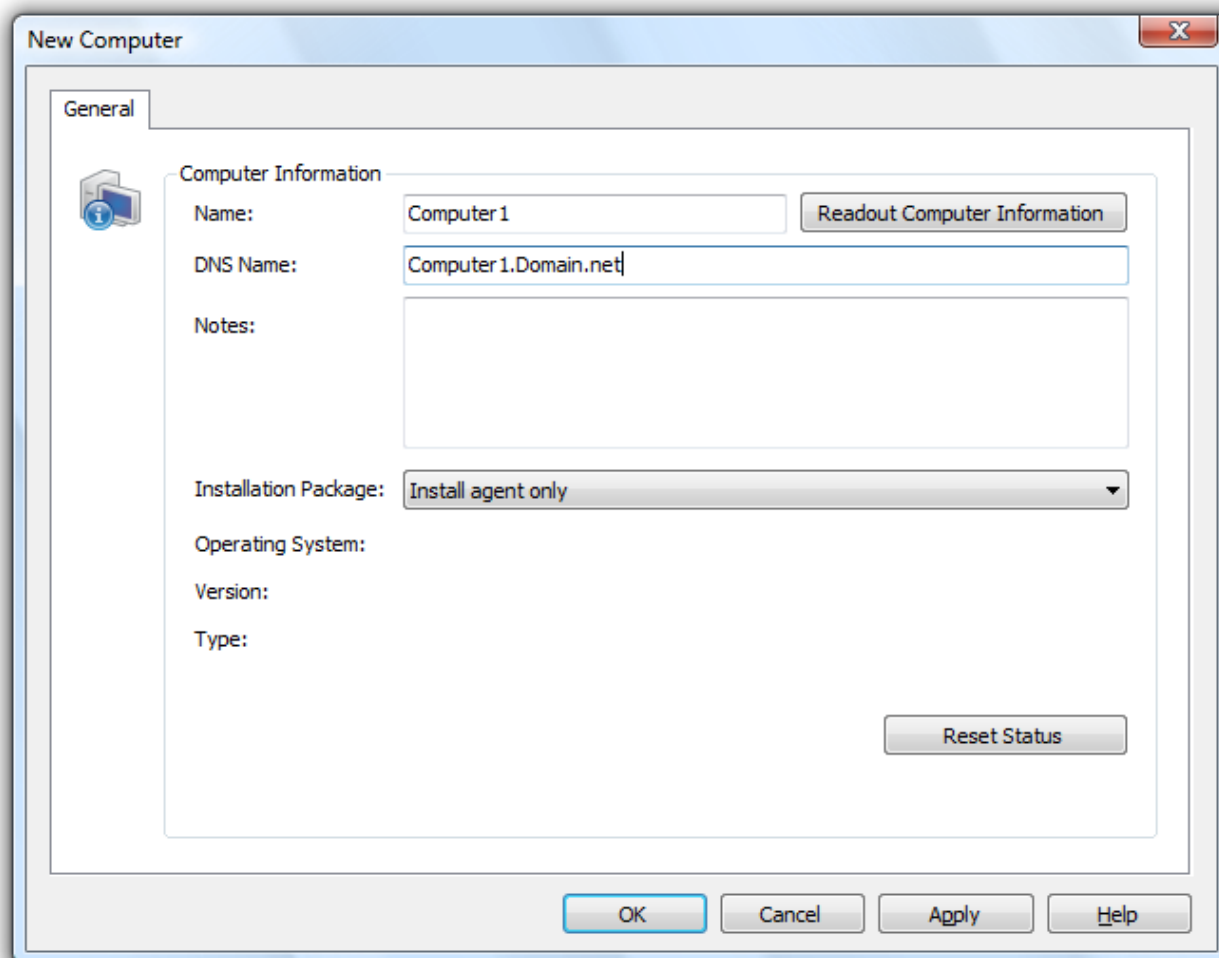 New Computer
General
Computer Information
Name: Computer1 Readout Computer Information
DNS Name: Computer1.Domain.net
Notes:
Installation Package: Install agent only
Operating System:
Version:
Type:
Reset Status
OK Cancel Apply Help